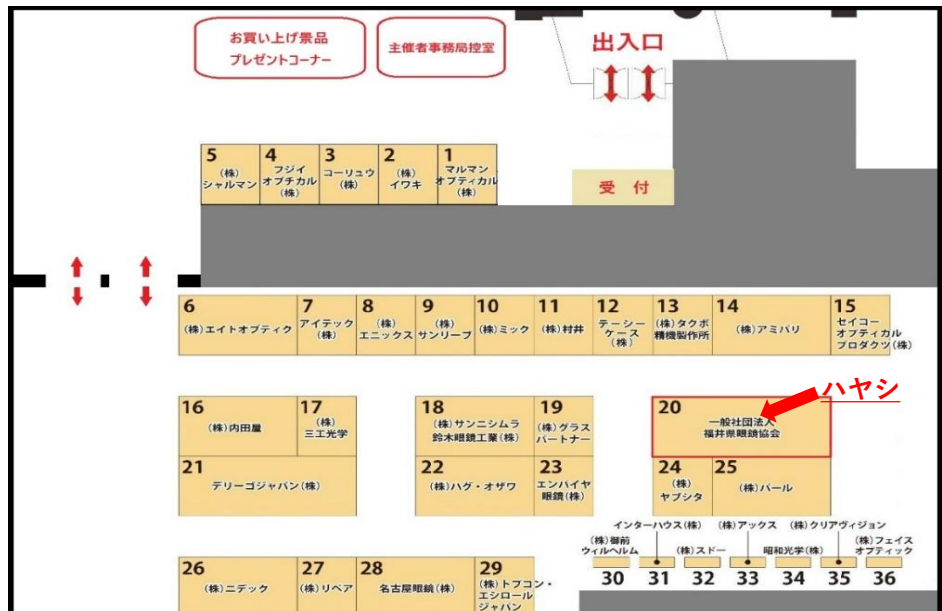 お買い上げ景品
プレゼントコーナー
主催者事務局控室
出入口
5
(株)
シャルマン
4
フジイ
オプチカル
(株)
3
コーリュウ
(株)
2
(株)
イワキ
1
マルマン
オプティカル
(株)
受 付
6
(株)エイトオプティク
7
アイテック
(株)
8
(株)
エニックス
9
(株)
サンリーブ
10
(株)ミック
11
(株)村井
12
テーシー
ケース
(株)
13
(株)タクボ
精機製作所
14
(株)アミパリ
15
セイコー
オプティカル
プロダクツ(株)
ハヤシ
16
(株)内田屋
17
(株)
三工光学
18
(株)サンニシムラ
鈴木眼鏡工業(株)
19
(株)グラス
パートナー
20
一般社団法人
福井県眼鏡協会
21
デリーゴジャパン(株)
22
(株)ハグ・オザワ
23
エンパイヤ
眼鏡(株)
24
(株)
ヤブシタ
25
(株)パール
インターハウス(株)
(株)アックス
(株)クリアヴィジョン
(株)御前
ウィルヘルム
(株)スドー
昭和光学(株)
(株)フェイス
オプティック
30
31
32
33
34
35
36
26
(株)ニデック
27
(株)リペア
28
名古屋眼鏡(株)
29
(株)トプコン・
エシロール
ジャパン